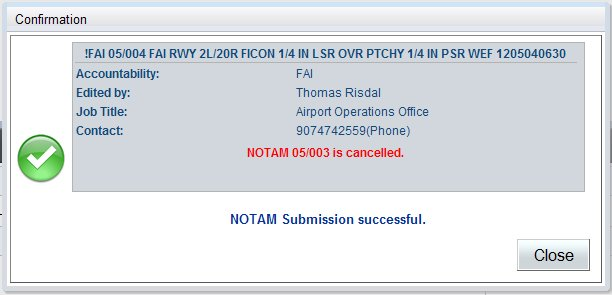 Confirmation
!FAI 05/004 FAI RWY 2L/20R FICON 1/4 IN LSR OVR PTCHY 1/4 IN PSR WEF 1205040630
Accountability: FAI
Edited by: Thomas Risdal
Job Title: Airport Operations Office
Contact: 9074742559(Phone)
NOTAM 05/003 is cancelled.
NOTAM Submission successful.
Close